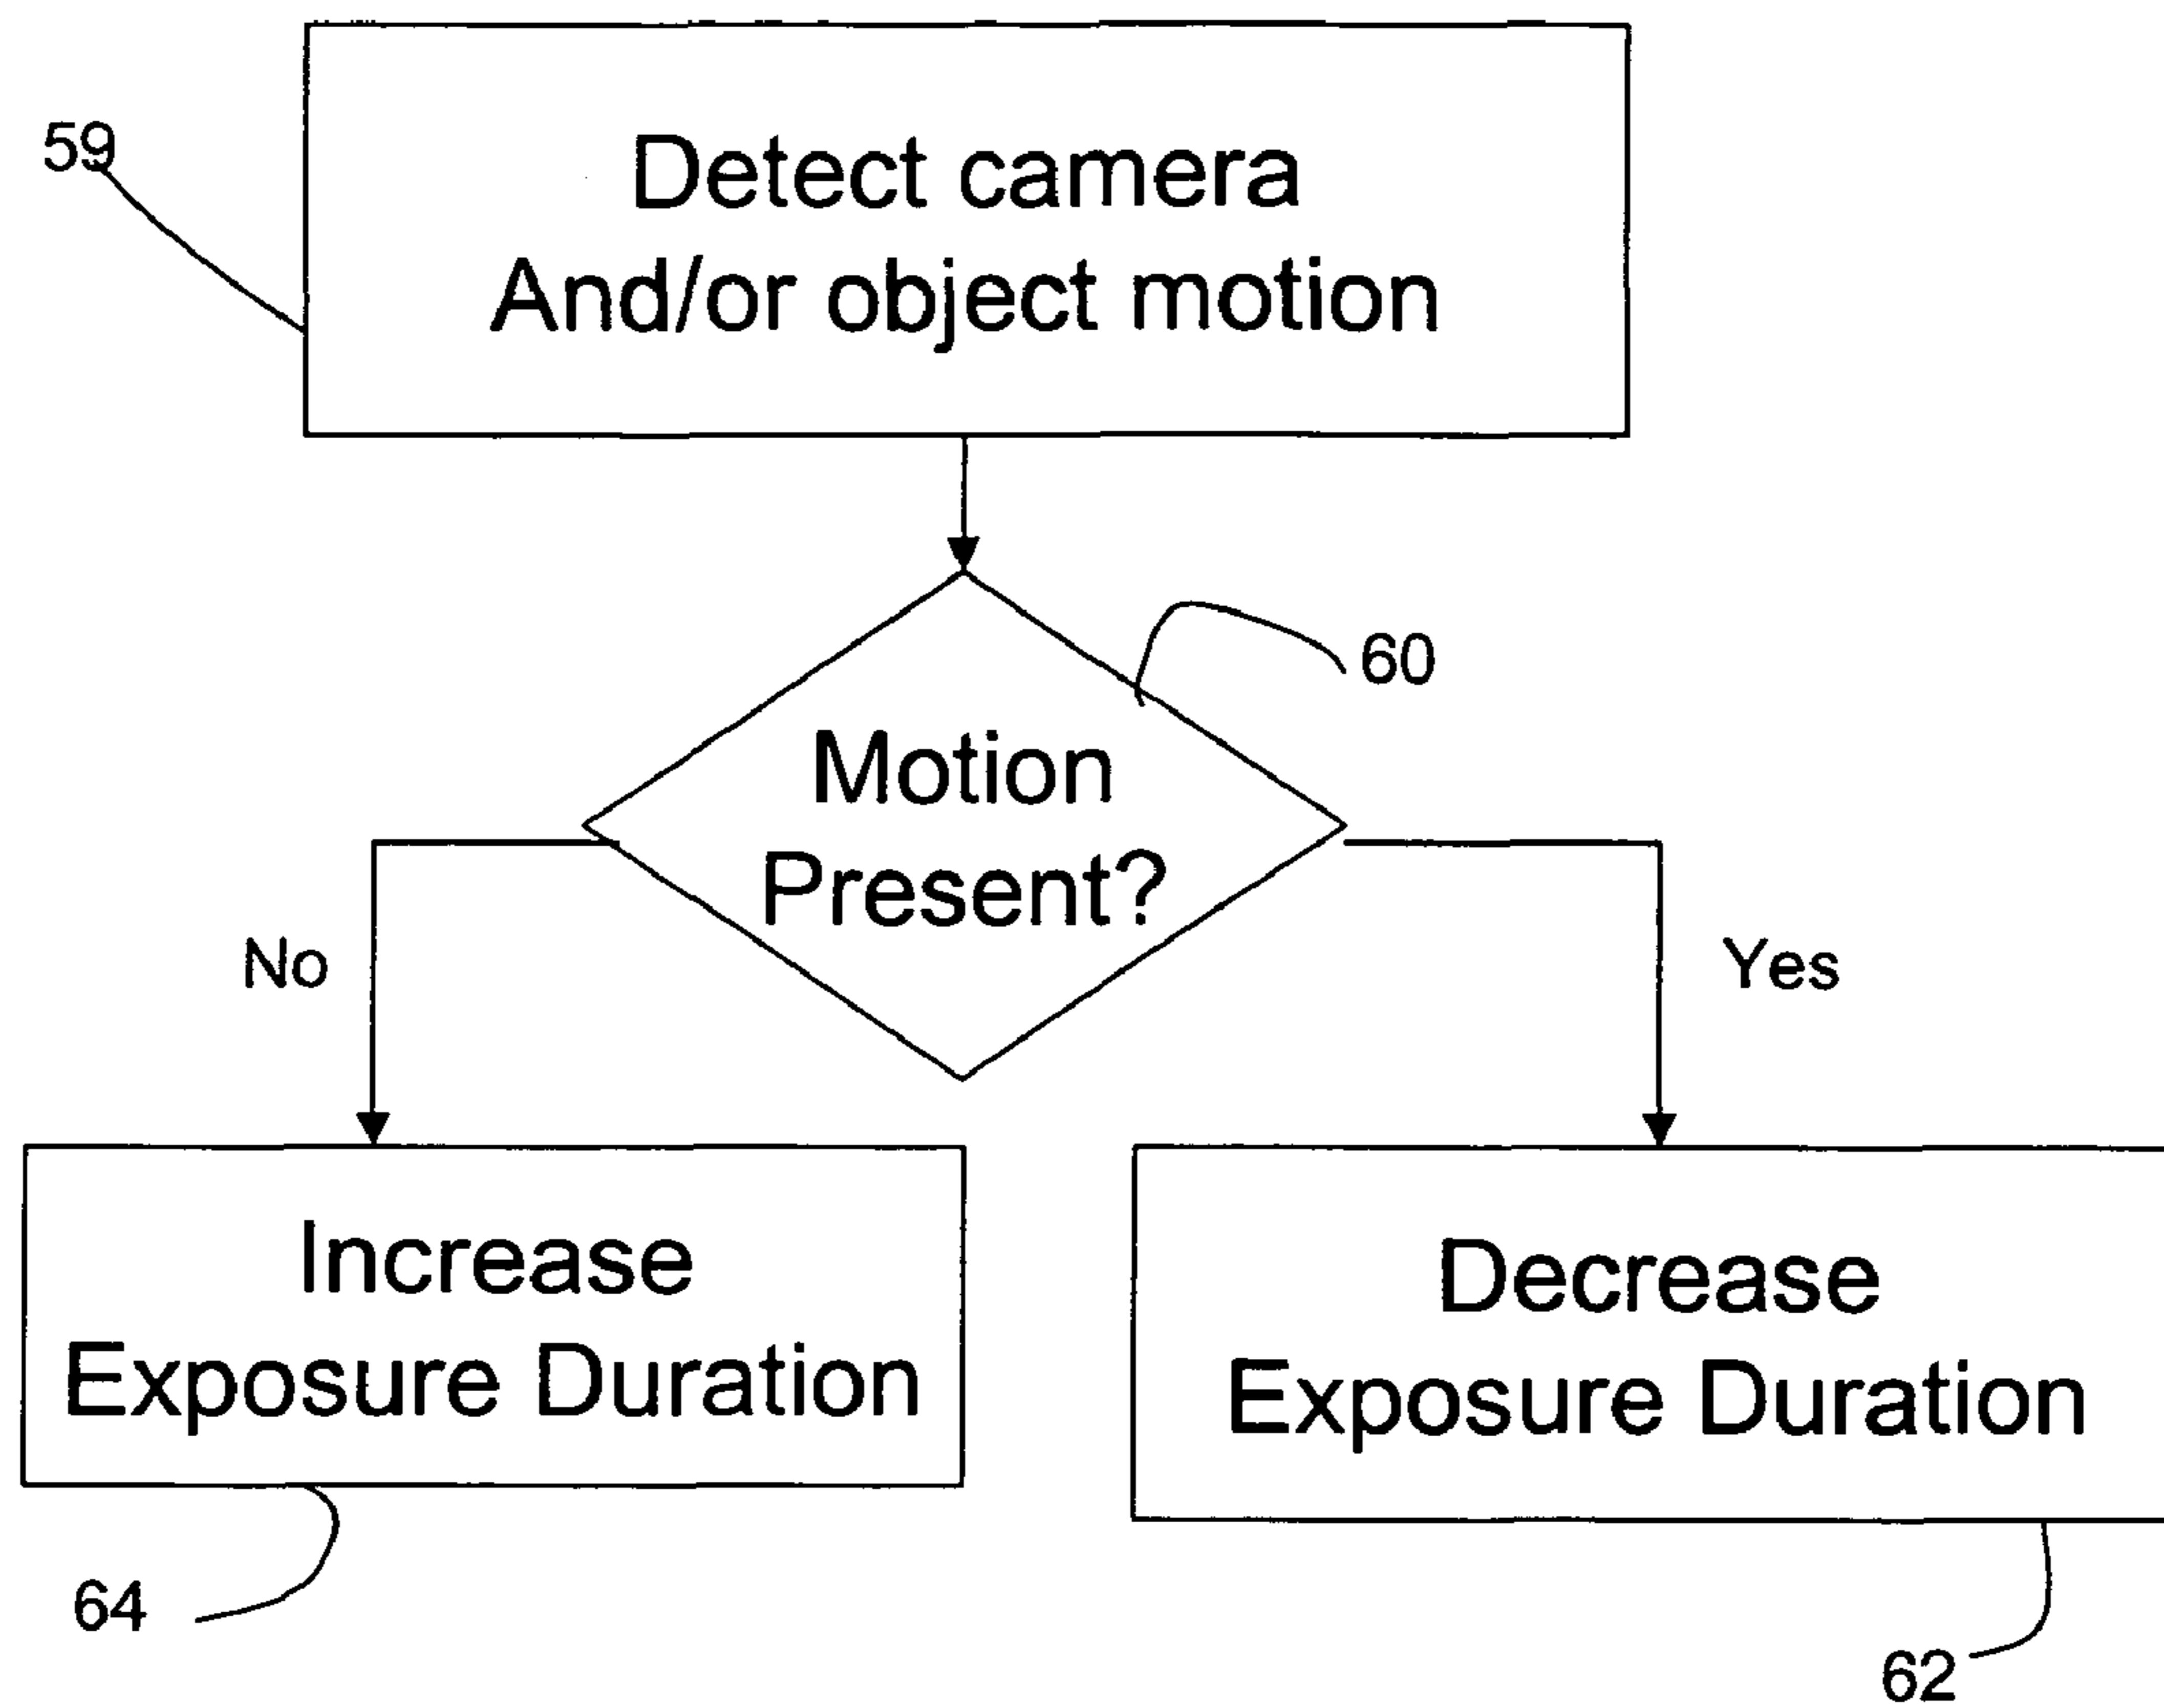 59
Detect camera
And/or object motion
60
Motion
Present?
No
Yes
Increase
Exposure Duration
Decrease
Exposure Duration
64
62